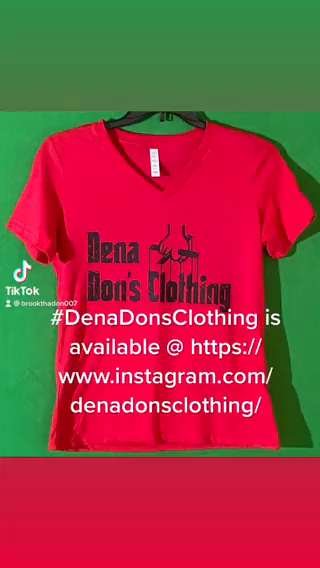 Dena
Don's Clothing
TikTok
@ brookthadon007
#DenaDonsClothing is
available @ https://
www.instagram.com/
denadonsclothing/